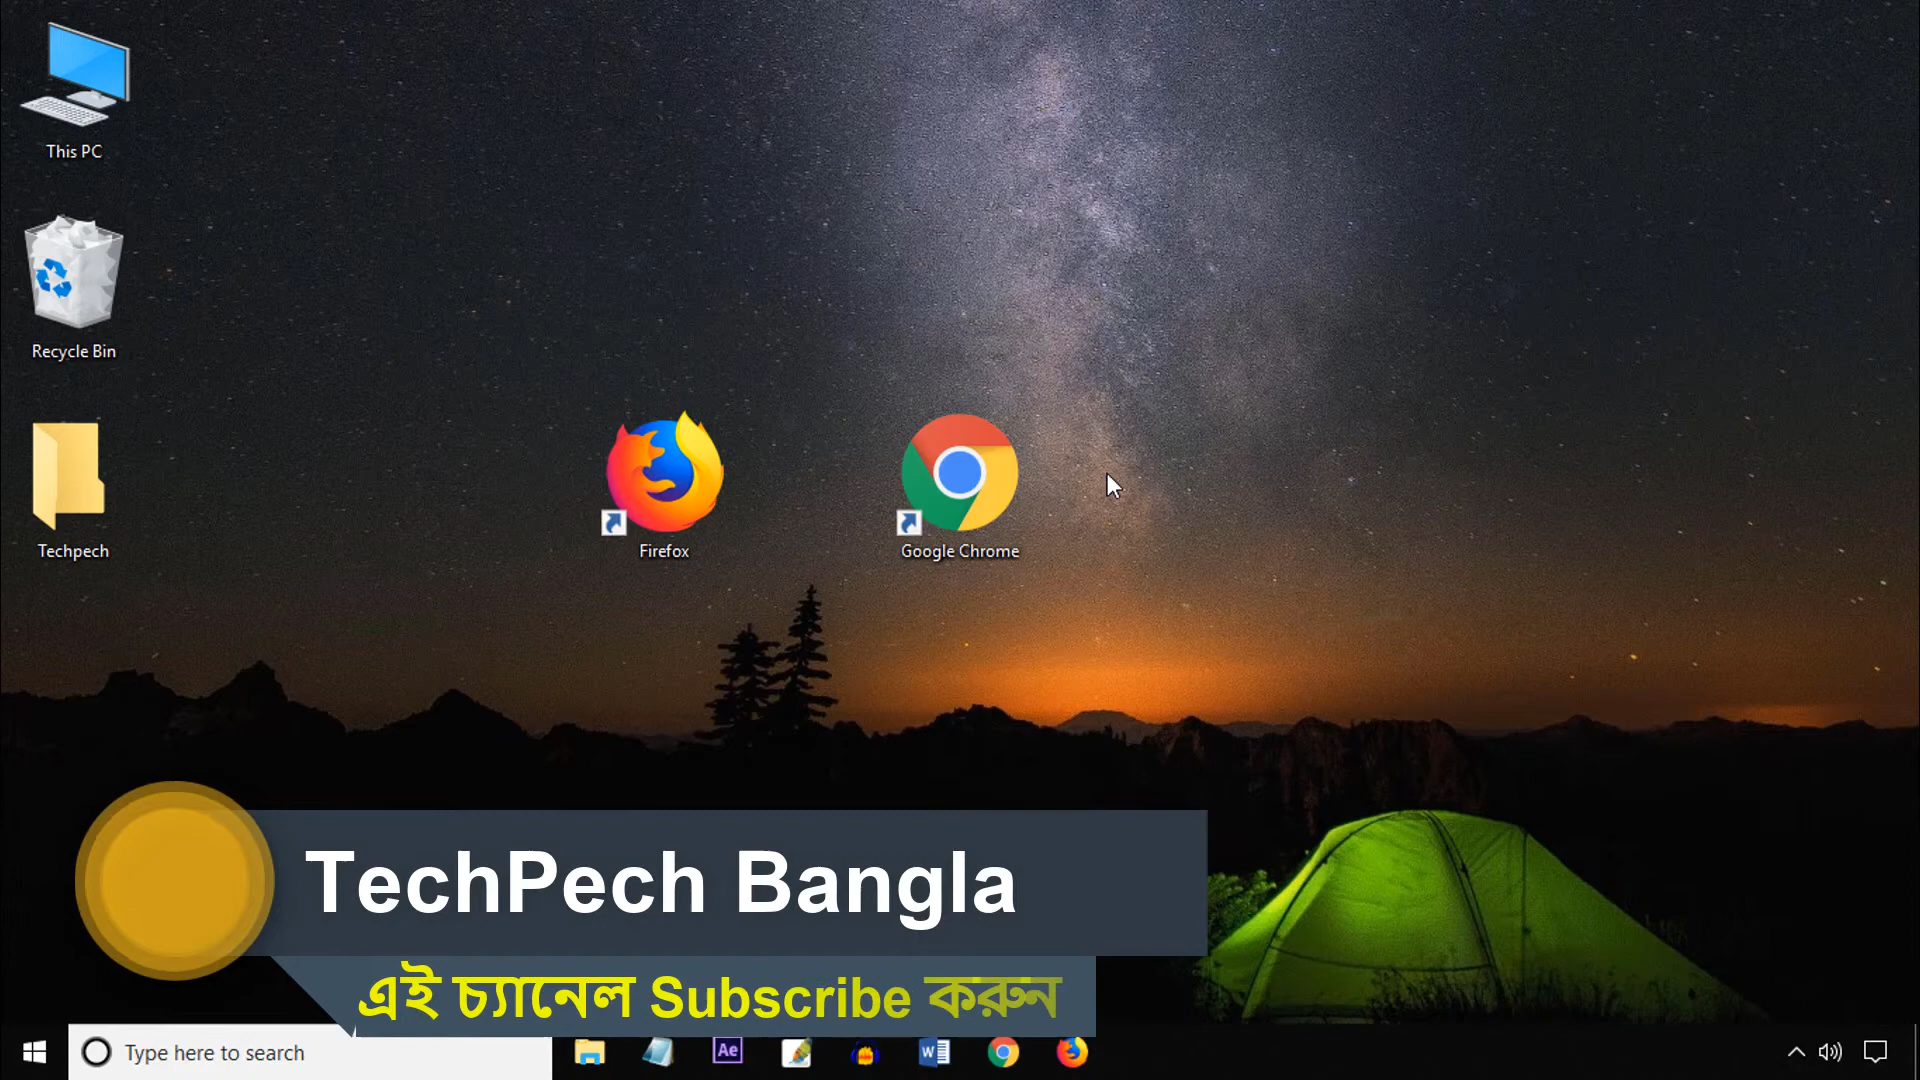 This PC
Recycle Bin
Techpech
Firefox
Google Chrome
TechPech Bangla
এই চ্যানেল Subscribe করুন
Type here to search
Ae
W